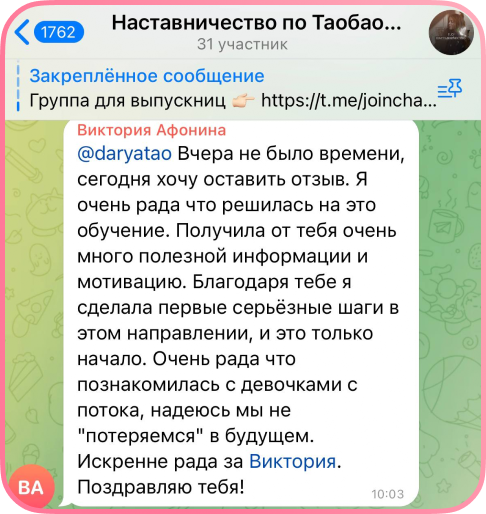 1762
Наставничество по Таобао...
31 участник
Закреплённое сообщение
Группа для выпускниц 👉🏻 https://t.me/joincha...
Виктория Афонина
@daryatao Вчера не было времени,
сегодня хочу оставить отзыв. Я
очень рада что решилась на это
обучение. Получила от тебя очень
много полезной информации и
мотивацию. Благодаря тебе я
сделала первые серьёзные шаги в
этом направлении, и это только
начало. Очень рада что
познакомилась с девочками с
потока, надеюсь мы не
"потеряемся" в будущем.
Искренне рада за Виктория.
Поздравляю тебя!
10:03
ВА